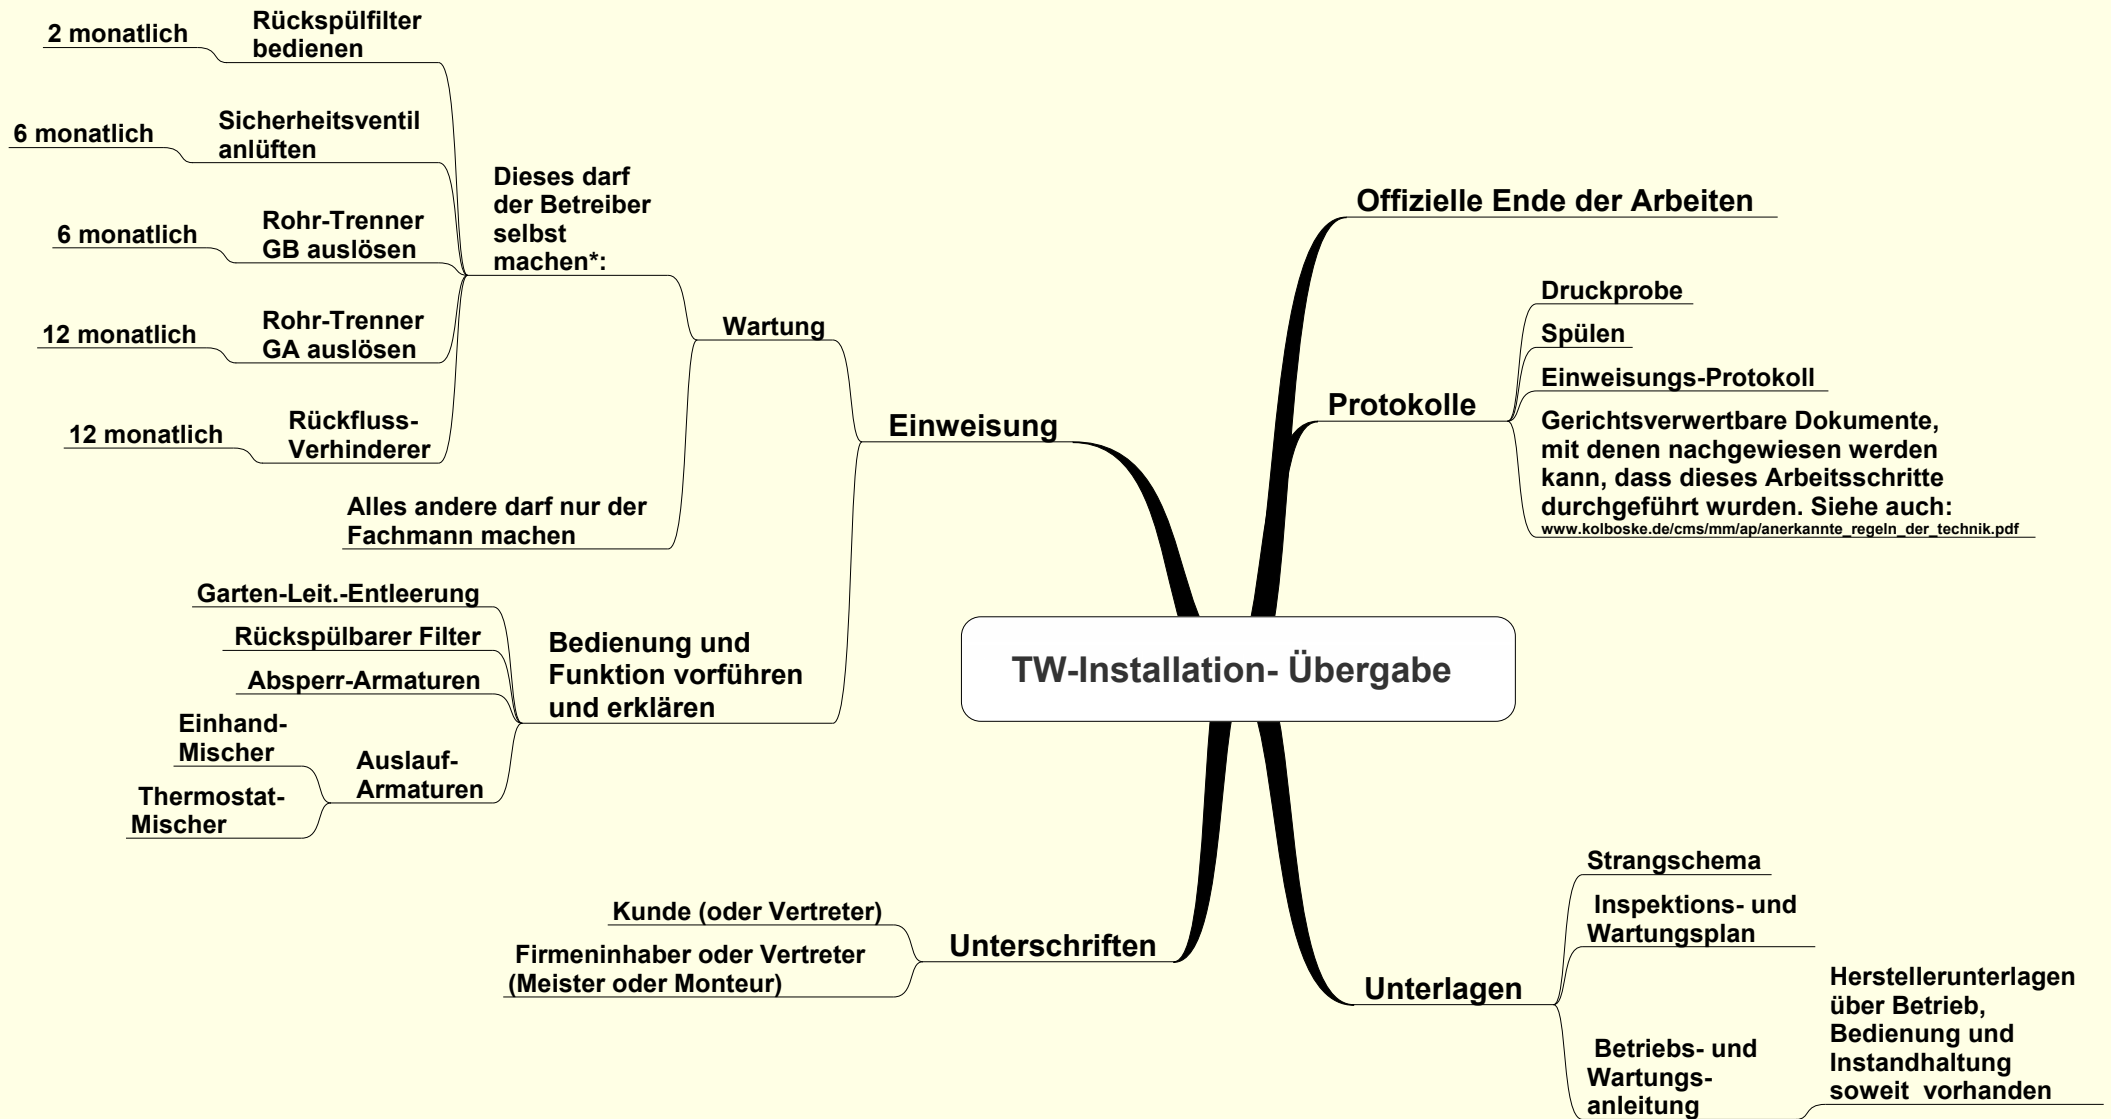 TW-Installation- Übergabe
Offizielle Ende der Arbeiten
Protokolle
Druckprobe
Spülen
Einweisungs-Protokoll
Gerichtsverwertbare Dokumente,
mit denen nachgewiesen werden
kann, dass dieses Arbeitsschritte
durchgeführt wurden. Siehe auch:
www.kolboske.de/cms/mm/ap/anerkannte_regeln_der_technik.pdf
Unterlagen
Strangschema
Inspektions- und
Wartungsplan
Betriebs- und
Wartungs-
anleitung
Herstellerunterlagen
über Betrieb,
Bedienung und
Instandhaltung
soweit vorhanden
Einweisung
Wartung
Dieses darf
der Betreiber
selbst
machen*:
Rückspülfilter
bedienen
2 monatlich
Sicherheitsventil
anlüften
6 monatlich
Rohr-Trenner
GB auslösen
6 monatlich
Rohr-Trenner
GA auslösen
12 monatlich
Rückfluss-
Verhinderer
12 monatlich
Alles andere darf nur der
Fachmann machen
Bedienung und
Funktion vorführen
und erklären
Garten-Leit.-Entleerung
Rückspülbarer Filter
Absperr-Armaturen
Auslauf-
Armaturen
Einhand-
Mischer
Thermostat-
Mischer
Unterschriften
Kunde (oder Vertreter)
Firmeninhaber oder Vertreter
(Meister oder Monteur)